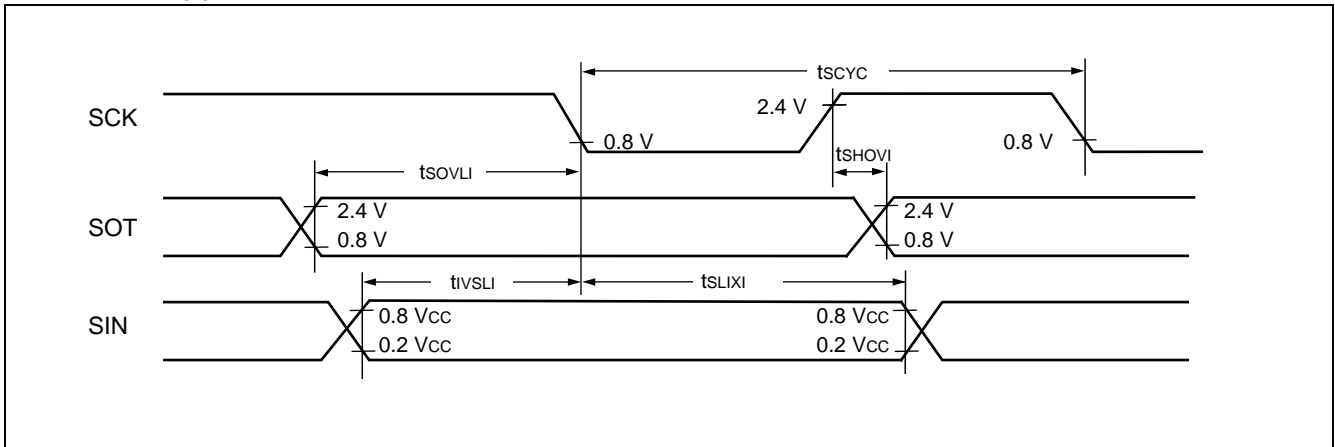 tSCYC
SCK
2.4 V
0.8 V
0.8 V
tSHOVI
tSOVLI
SOT
2.4 V
0.8 V
2.4 V
0.8 V
tIVSLI
tSLIXI
SIN
0.8 VCC
0.2 VCC
0.8 VCC
0.2 VCC